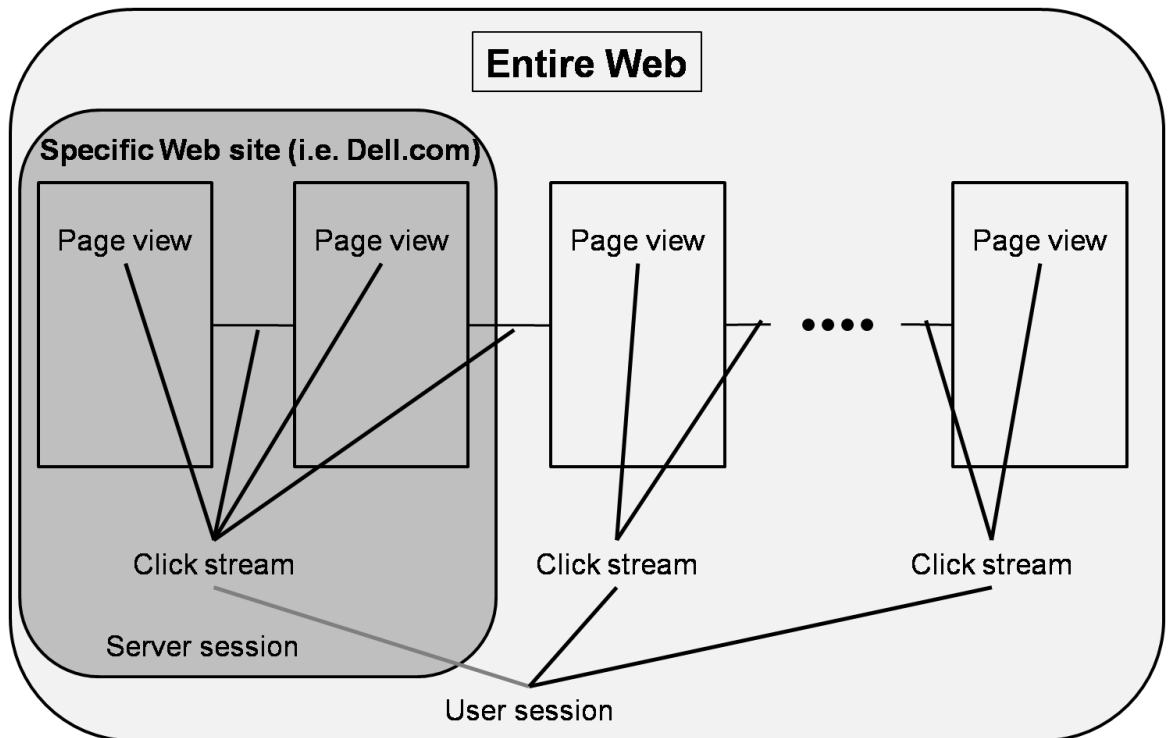 Entire Web
Specific Web site (i.e. Dell.com)
Page view
Page view
Page view
Page view
Click stream
Click stream
Click stream
Server session
User session